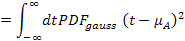 = ∫_{-∞}^{∞} dtPDF_{gauss} (t − μ_A)²